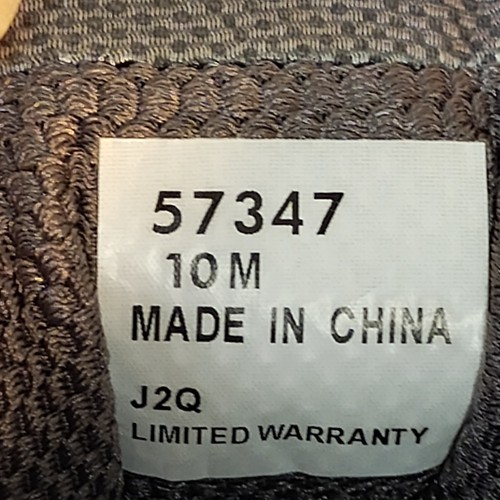 57347
10 M
MADE IN CHINA
J2Q
LIMITED WARRANTY